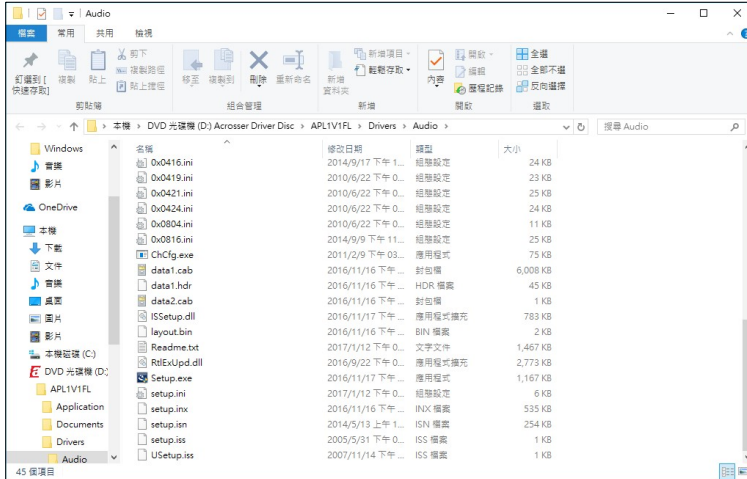 Audio
檔案 常用 共用 檢視
釘選到 [快速存取]
複製
貼上
剪下
複製路徑
貼上捷徑
移至
複製到
刪除
重新命名
新增資料夾
新增項目
輕鬆存取
內容
開啟
編輯
歷程記錄
全選
全部不選
反向選擇
剪貼簿 組合管理 新增 開啟 選取
本機 › DVD 光碟機 (D:) Acrosser Driver Disc › APL1V1FL › Drivers › Audio ›
搜尋 Audio
Windows
音樂
影片
OneDrive
本機
下載
文件
音樂
桌面
圖片
影片
本機磁碟 (C:)
DVD 光碟機 (D:)
APL1V1FL
Application
Documents
Drivers
Audio
名稱 修改日期 類型 大小
0x0416.ini 2014/9/17 下午 1... 組態設定 24 KB
0x0419.ini 2010/6/22 下午 0... 組態設定 23 KB
0x0421.ini 2010/6/22 下午 0... 組態設定 25 KB
0x0424.ini 2010/6/22 下午 0... 組態設定 24 KB
0x0804.ini 2010/6/22 下午 0... 組態設定 11 KB
0x0816.ini 2014/9/9 下午 11... 組態設定 25 KB
ChCfg.exe 2011/2/9 下午 03... 應用程式 75 KB
data1.cab 2016/11/16 下午 ... 封包檔 6,008 KB
data1.hdr 2016/11/16 下午 ... HDR 檔案 45 KB
data2.cab 2016/11/16 下午 ... 封包檔 1 KB
ISSetup.dll 2016/11/17 下午 ... 應用程式擴充 783 KB
layout.bin 2016/11/16 下午 ... BIN 檔案 2 KB
Readme.txt 2017/1/12 下午 0... 文字文件 1,467 KB
RtlExUpd.dll 2016/9/22 下午 0... 應用程式擴充 2,773 KB
Setup.exe 2016/11/17 下午 ... 應用程式 1,167 KB
setup.ini 2017/1/12 下午 0... 組態設定 6 KB
setup.inx 2016/11/16 下午 ... INX 檔案 535 KB
setup.isn 2014/5/13 上午 1... ISN 檔案 254 KB
setup.iss 2005/5/31 下午 0... ISS 檔案 1 KB
USetup.iss 2007/11/14 下午 ... ISS 檔案 1 KB
45 個項目